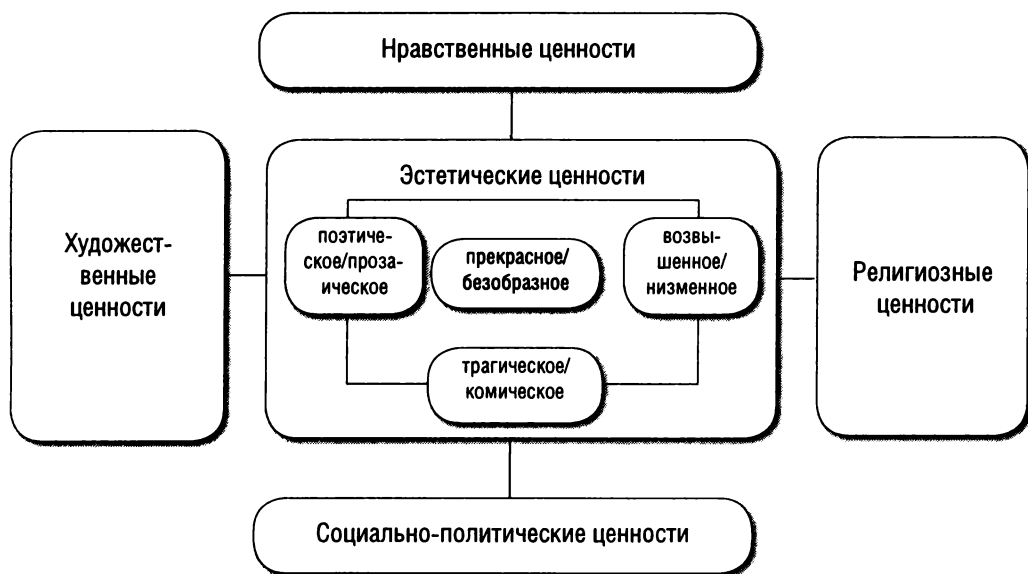 Нравственные ценности
Художест-
венные
ценности
Эстетические ценности
поэтиче-
ское/проза-
ическое
прекрасное/
безобразное
возвы-
шенное/
низменное
трагическое/
комическое
Религиозные
ценности
Социально-политические ценности